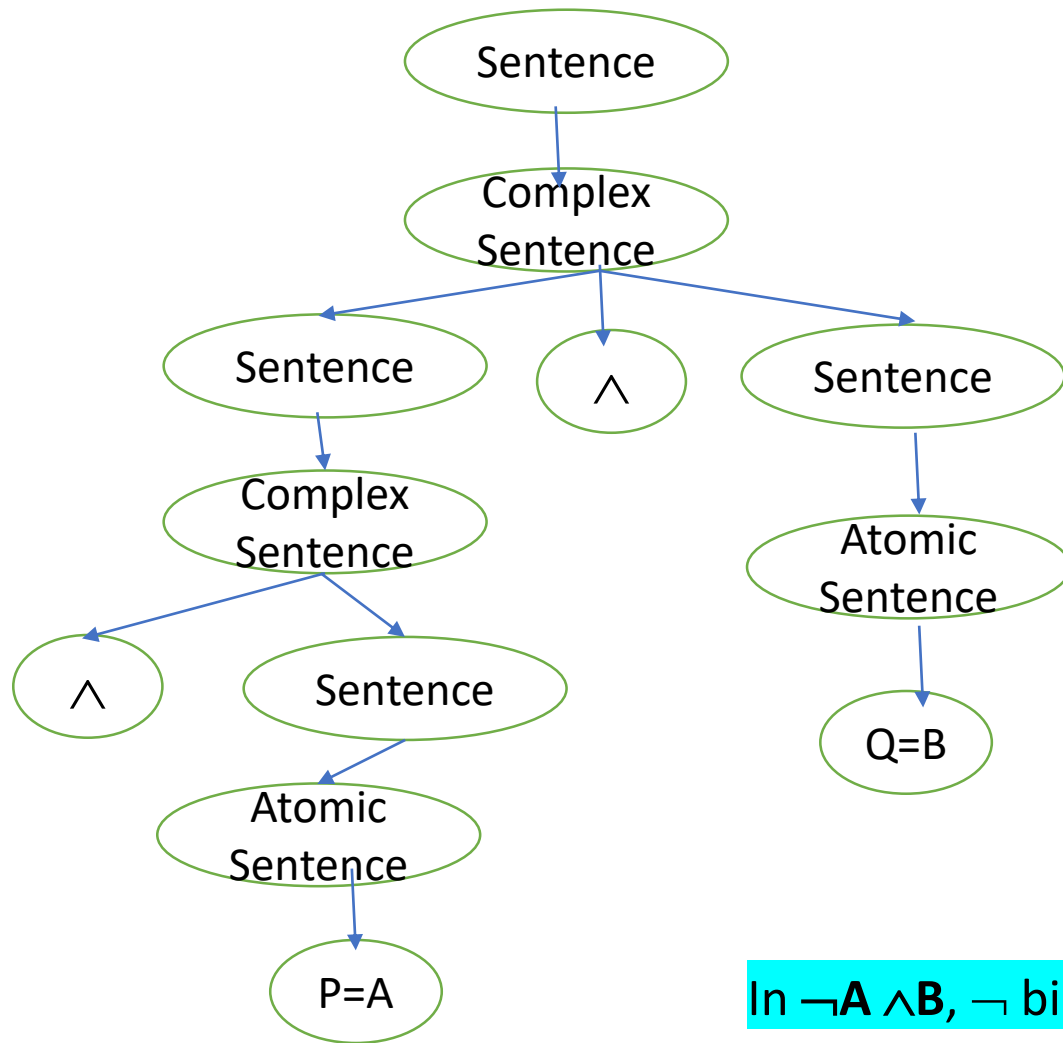 Sentence
Complex
Sentence
Sentence
∧
Sentence
Complex
Sentence
Atomic
Sentence
∧
Sentence
Q=B
Atomic
Sentence
P=A
In ¬A ∧B, ¬ bi